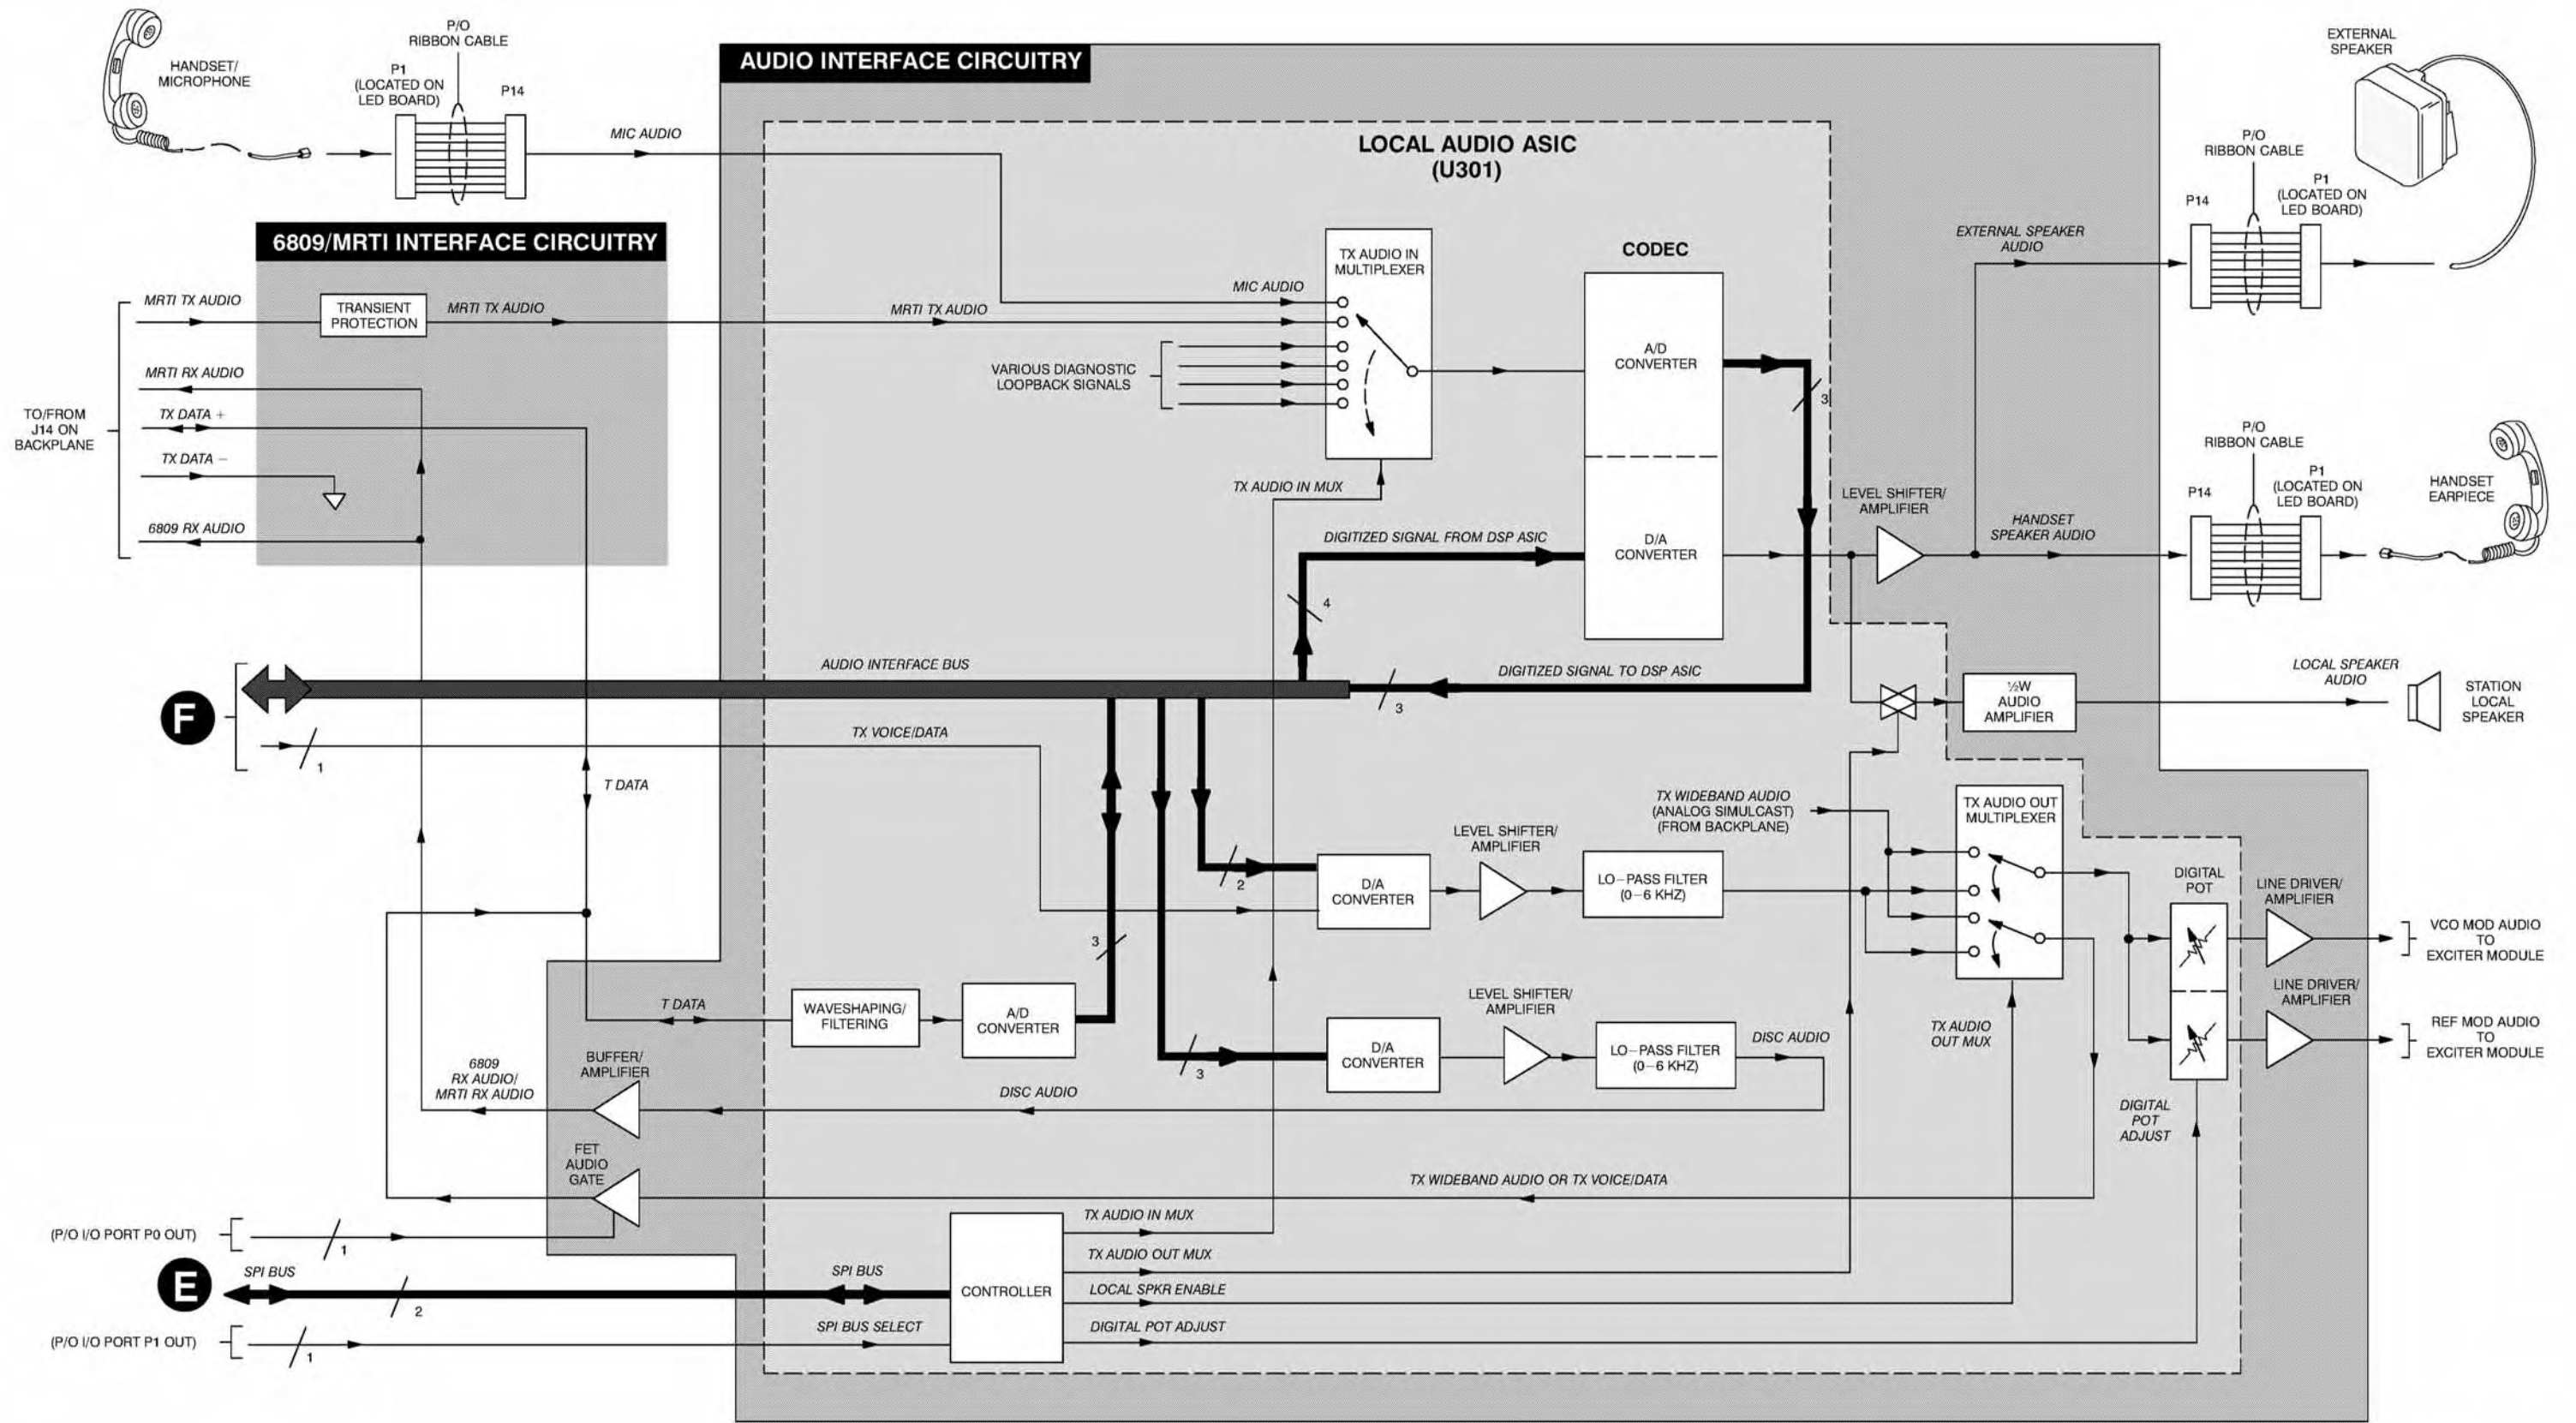 HANDSET/
MICROPHONE
P/O
RIBBON CABLE
P1
(LOCATED ON
LED BOARD)
P14
MIC AUDIO
AUDIO INTERFACE CIRCUITRY
LOCAL AUDIO ASIC
(U301)
EXTERNAL
SPEAKER
P/O
RIBBON CABLE
P14
P1
(LOCATED ON
LED BOARD)
EXTERNAL SPEAKER
AUDIO
6809/MRTI INTERFACE CIRCUITRY
MRTI TX AUDIO
TRANSIENT
PROTECTION
MRTI TX AUDIO
MRTI TX AUDIO
MIC AUDIO
TX AUDIO IN
MULTIPLEXER
CODEC
A/D
CONVERTER
3
VARIOUS DIAGNOSTIC
LOOPBACK SIGNALS
MRTI RX AUDIO
TX DATA +
TX DATA –
6809 RX AUDIO
TO/FROM
J14 ON
BACKPLANE
TX AUDIO IN MUX
DIGITIZED SIGNAL FROM DSP ASIC
4
D/A
CONVERTER
LEVEL SHIFTER/
AMPLIFIER
HANDSET
SPEAKER AUDIO
P/O
RIBBON CABLE
P14
P1
(LOCATED ON
LED BOARD)
HANDSET
EARPIECE
F
AUDIO INTERFACE BUS
DIGITIZED SIGNAL TO DSP ASIC
3
½W
AUDIO
AMPLIFIER
LOCAL SPEAKER
AUDIO
STATION
LOCAL
SPEAKER
1
TX VOICE/DATA
T DATA
TX WIDEBAND AUDIO
(ANALOG SIMULCAST)
(FROM BACKPLANE)
TX AUDIO OUT
MULTIPLEXER
2
D/A
CONVERTER
LEVEL SHIFTER/
AMPLIFIER
LO–PASS FILTER
(0–6 KHZ)
DIGITAL
POT
LINE DRIVER/
AMPLIFIER
VCO MOD AUDIO
TO
EXCITER MODULE
3
T DATA
WAVESHAPING/
FILTERING
A/D
CONVERTER
3
D/A
CONVERTER
LEVEL SHIFTER/
AMPLIFIER
LO–PASS FILTER
(0–6 KHZ)
DISC AUDIO
TX AUDIO
OUT MUX
LINE DRIVER/
AMPLIFIER
REF MOD AUDIO
TO
EXCITER MODULE
6809
RX AUDIO/
MRTI RX AUDIO
BUFFER/
AMPLIFIER
DISC AUDIO
DIGITAL
POT
ADJUST
FET
AUDIO
GATE
TX WIDEBAND AUDIO OR TX VOICE/DATA
(P/O I/O PORT P0 OUT)
1
E
SPI BUS
2
SPI BUS
CONTROLLER
TX AUDIO IN MUX
TX AUDIO OUT MUX
LOCAL SPKR ENABLE
DIGITAL POT ADJUST
(P/O I/O PORT P1 OUT)
1
SPI BUS SELECT